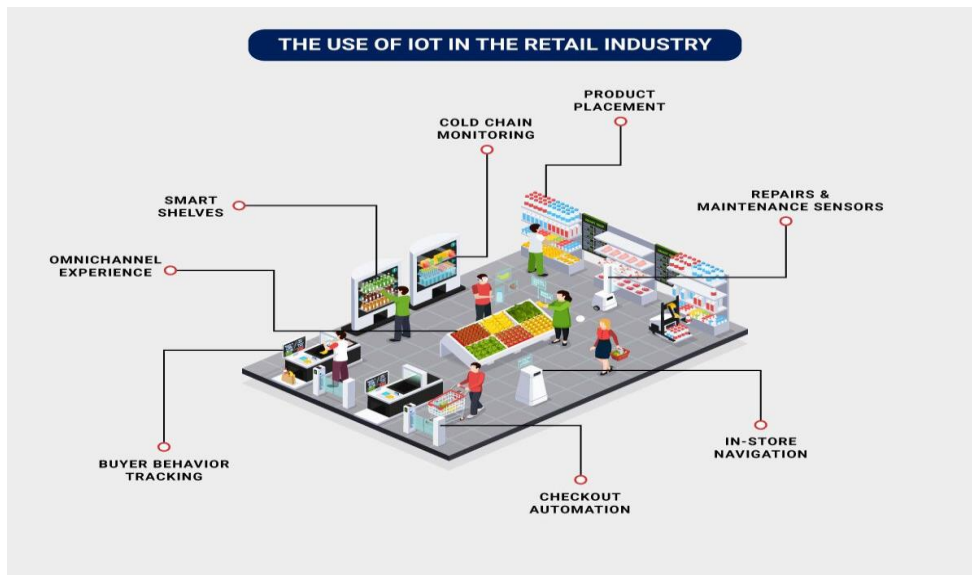 THE USE OF IOT IN THE RETAIL INDUSTRY
PRODUCT
PLACEMENT
COLD CHAIN
MONITORING
SMART
SHELVES
REPAIRS &
MAINTENANCE SENSORS
OMNICHANNEL
EXPERIENCE
BUYER BEHAVIOR
TRACKING
IN-STORE
NAVIGATION
CHECKOUT
AUTOMATION